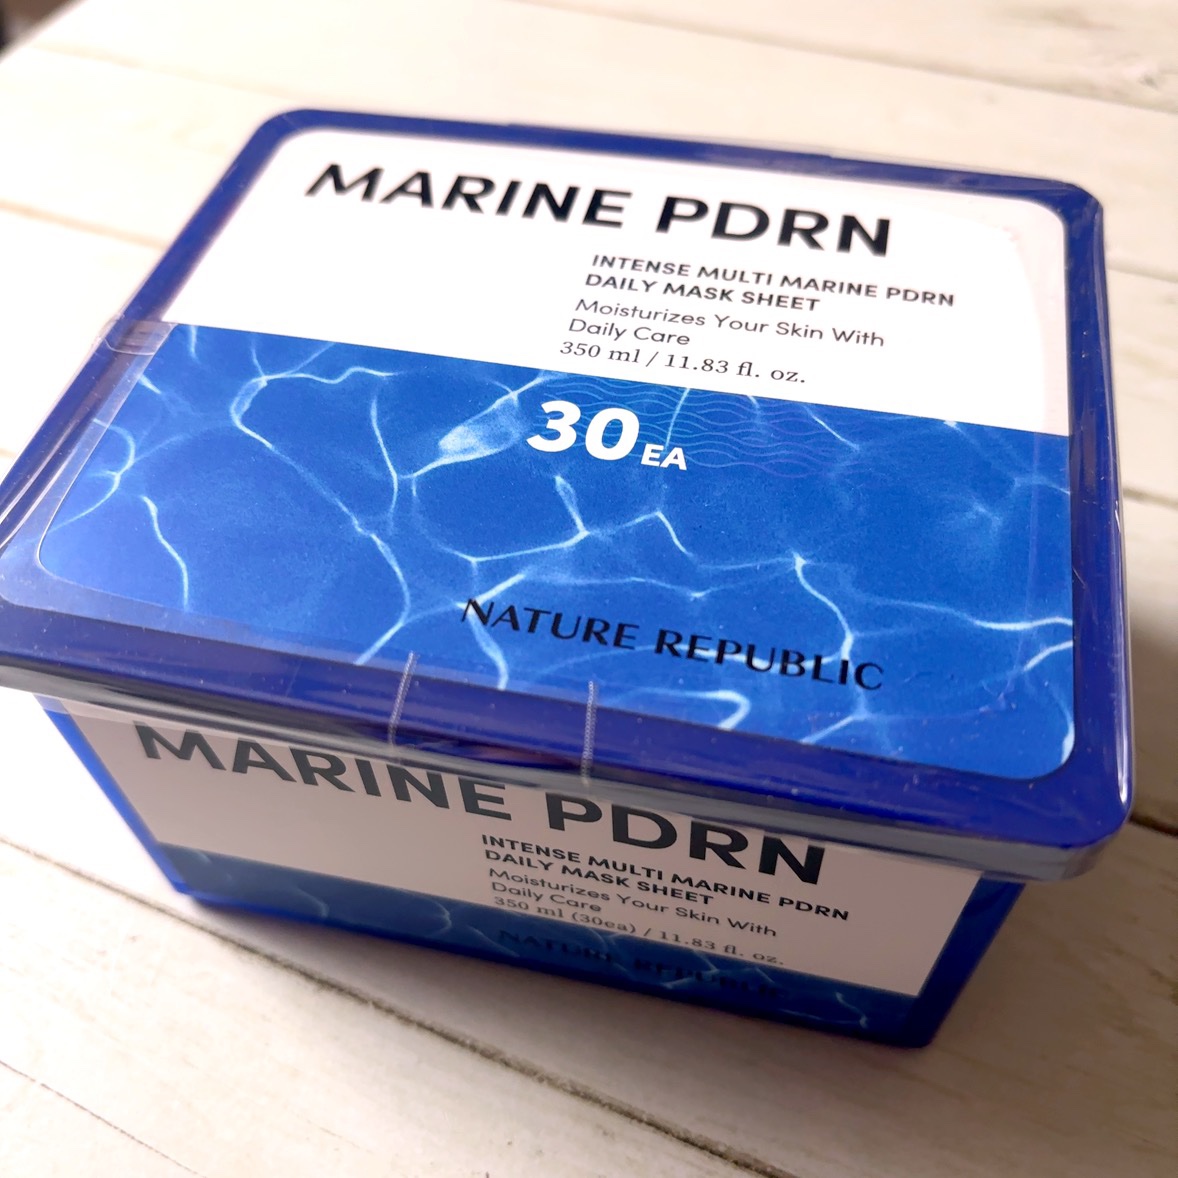 MARINE PDRN
INTENSE MULTI MARINE PDRN
DAILY MASK SHEET
Moisturizes Your Skin With
Daily Care
350 ml / 11.83 fl. oz.
30EA
NATURE REPUBLIC
MARINE PDRN
INTENSE MULTI MARINE PDRN
DAILY MASK SHEET
Moisturizes Your Skin With
Daily Care
350 ml (30ea) / 11.83 fl. oz.
NATURE REPUBLIC